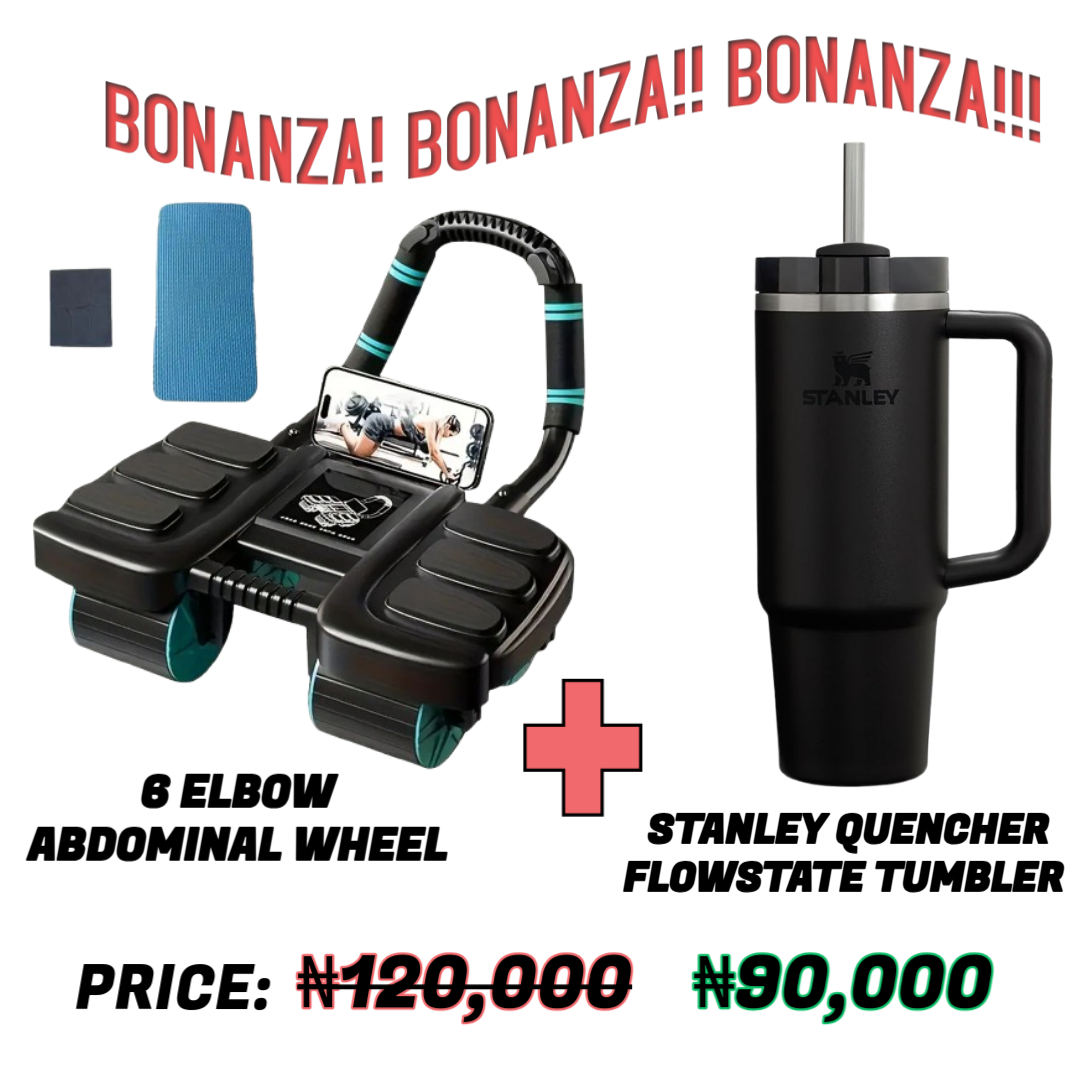 BONANZA! BONANZA!! BONANZA!!!
STANLEY
6 ELBOW
ABDOMINAL WHEEL
STANLEY QUENCHER
FLOWSTATE TUMBLER
PRICE: ₦120,000 ₦90,000